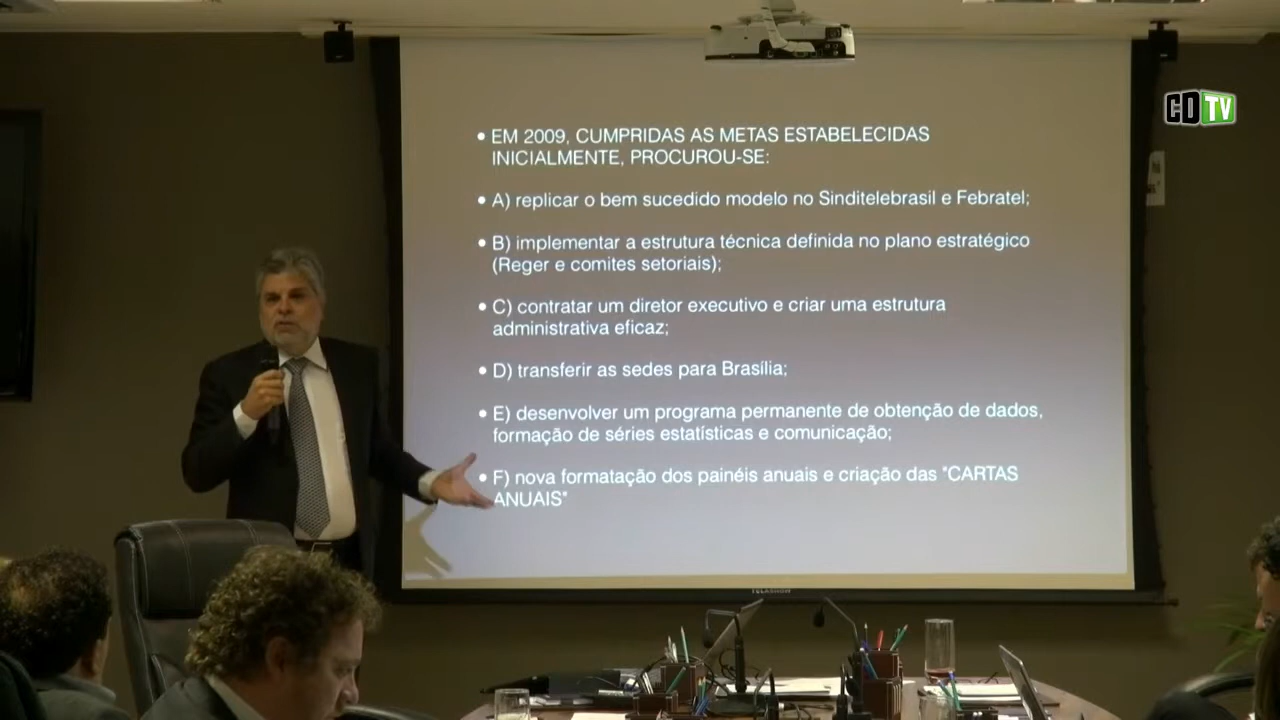 CD TV
• EM 2009, CUMPRIDAS AS METAS ESTABELECIDAS
INICIALMENTE, PROCUROU-SE:
• A) replicar o bem sucedido modelo no Sinditelebrasil e Febratel;
• B) implementar a estrutura técnica definida no plano estratégico
(Reger e comites setoriais);
• C) contratar um diretor executivo e criar uma estrutura
administrativa eficaz;
• D) transferir as sedes para Brasília;
• E) desenvolver um programa permanente de obtenção de dados,
formação de séries estatísticas e comunicação;
• F) nova formatação dos painéis anuais e criação das "CARTAS
ANUAIS"
TELASHOW